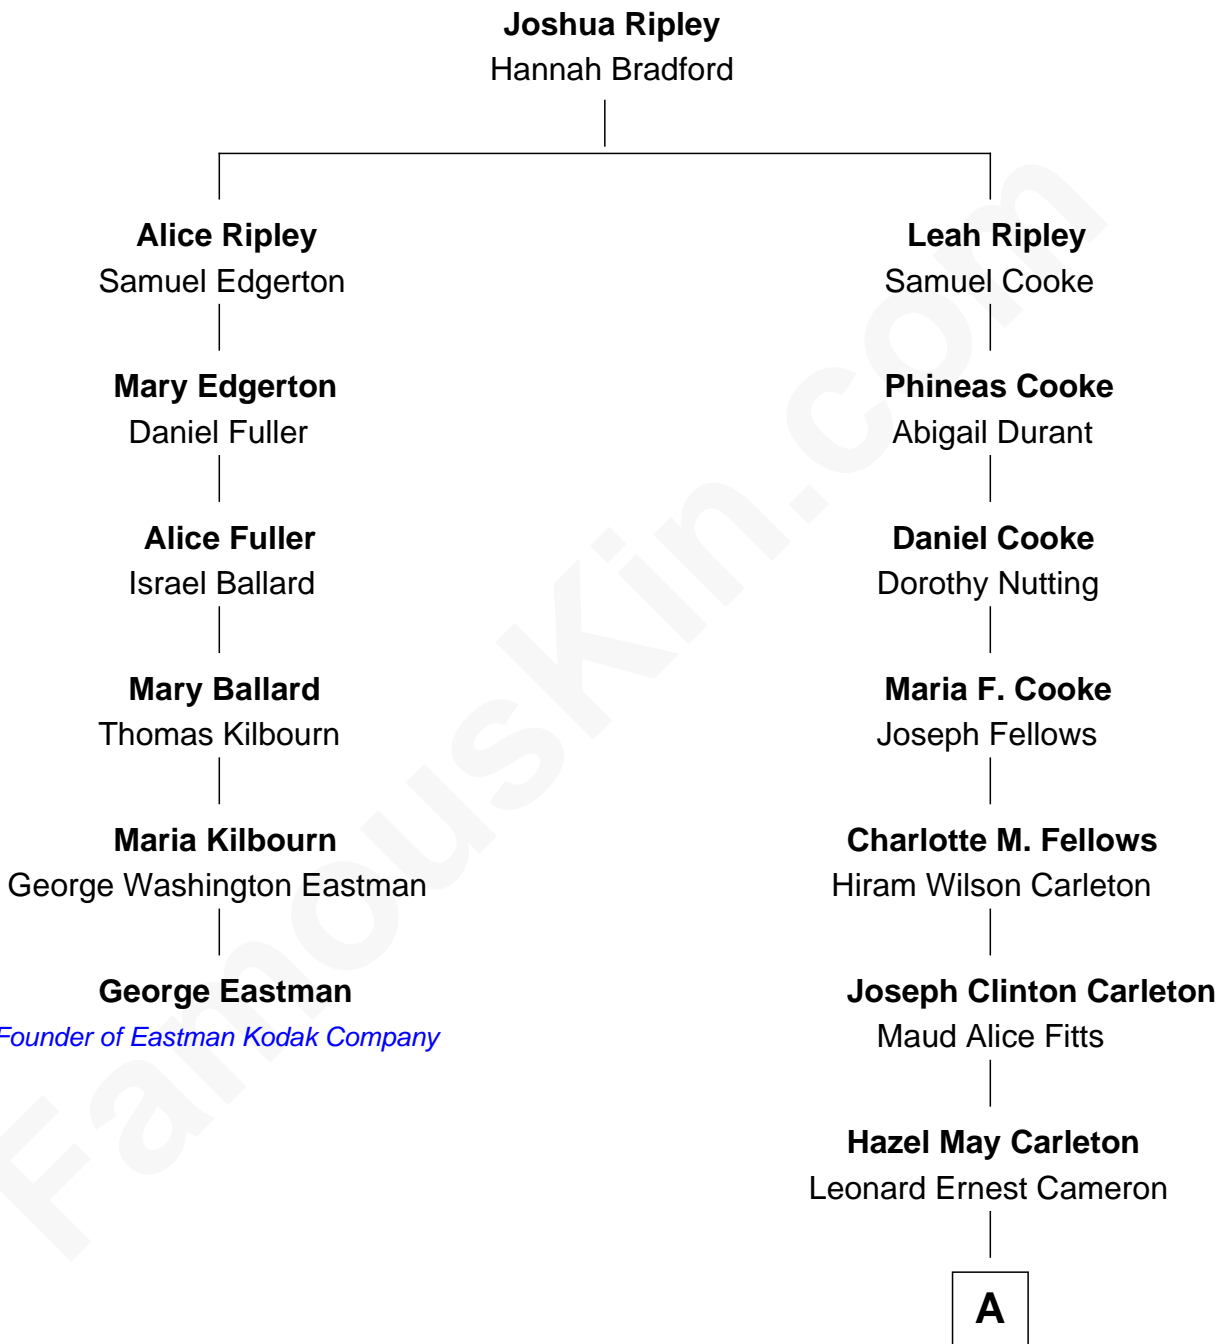 Joshua Ripley
Hannah Bradford
Alice Ripley
Samuel Edgerton
Mary Edgerton
Daniel Fuller
Alice Fuller
Israel Ballard
Mary Ballard
Thomas Kilbourn
Maria Kilbourn
George Washington Eastman
George Eastman
Founder of Eastman Kodak Company
Leah Ripley
Samuel Cooke
Phineas Cooke
Abigail Durant
Daniel Cooke
Dorothy Nutting
Maria F. Cooke
Joseph Fellows
Charlotte M. Fellows
Hiram Wilson Carleton
Joseph Clinton Carleton
Maud Alice Fitts
Hazel May Carleton
Leonard Ernest Cameron
A
FamousKin.com